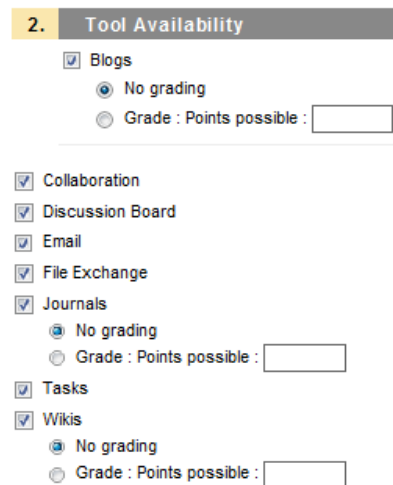 2. Tool Availability
Blogs
No grading
Grade : Points possible :
Collaboration
Discussion Board
Email
File Exchange
Journals
No grading
Grade : Points possible :
Tasks
Wikis
No grading
Grade : Points possible :